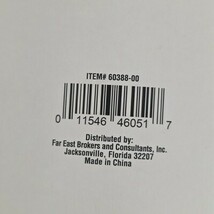 ITEM# 60388-00
0 11546 46051 7
Distributed by:
Far East Brokers and Consultants, Inc.
Jacksonville, Florida 32207
Made in China